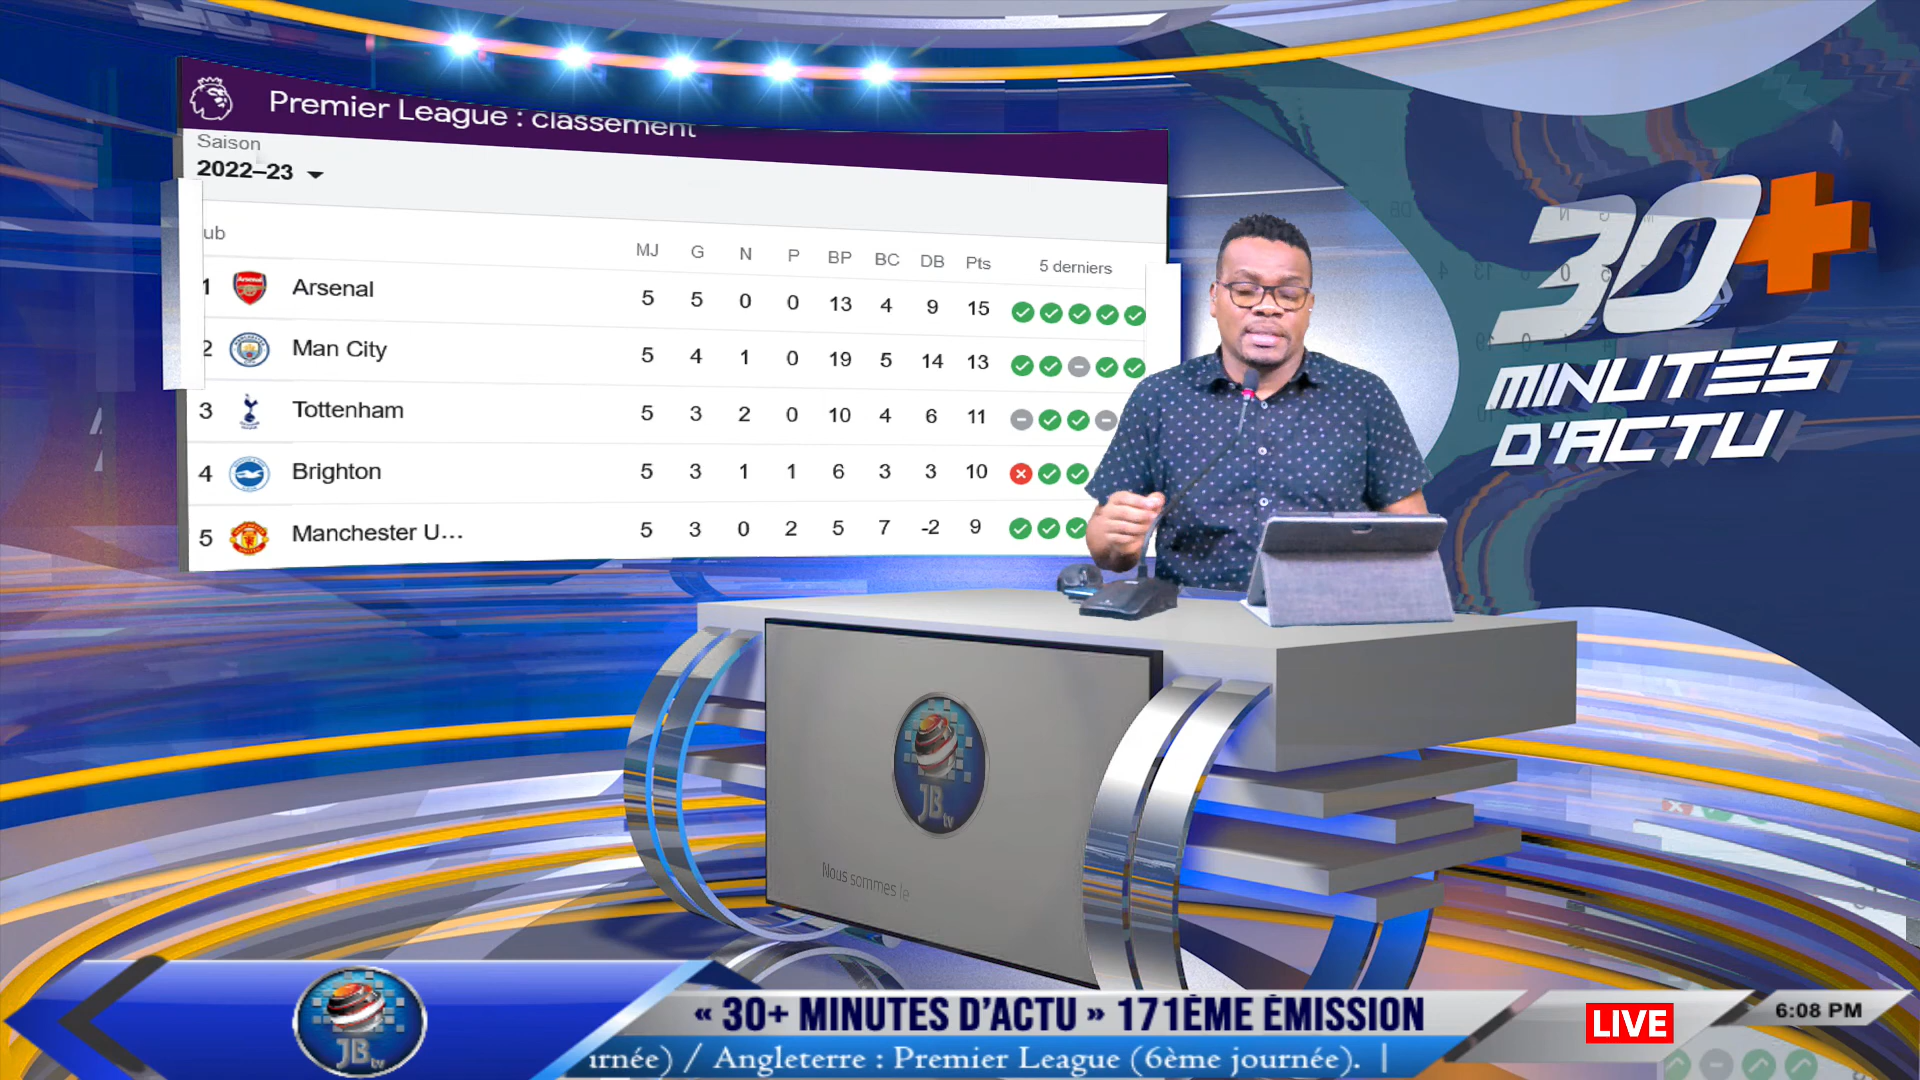 Premier League : classement
Saison
2022–23
ub
MJ G N P BP BC DB Pts 5 derniers
1 Arsenal 5 5 0 0 13 4 9 15
2 Man City 5 4 1 0 19 5 14 13
3 Tottenham 5 3 2 0 10 4 6 11
4 Brighton 5 3 1 1 6 3 3 10
5 Manchester U... 5 3 0 2 5 7 -2 9
30+
MINUTES
D'ACTU
JB tv
Nous sommes le
JB tv
« 30+ MINUTES D'ACTU » 171ÈME ÉMISSION
LIVE
6:08 PM
urnée) / Angleterre : Premier League (6ème journée). |